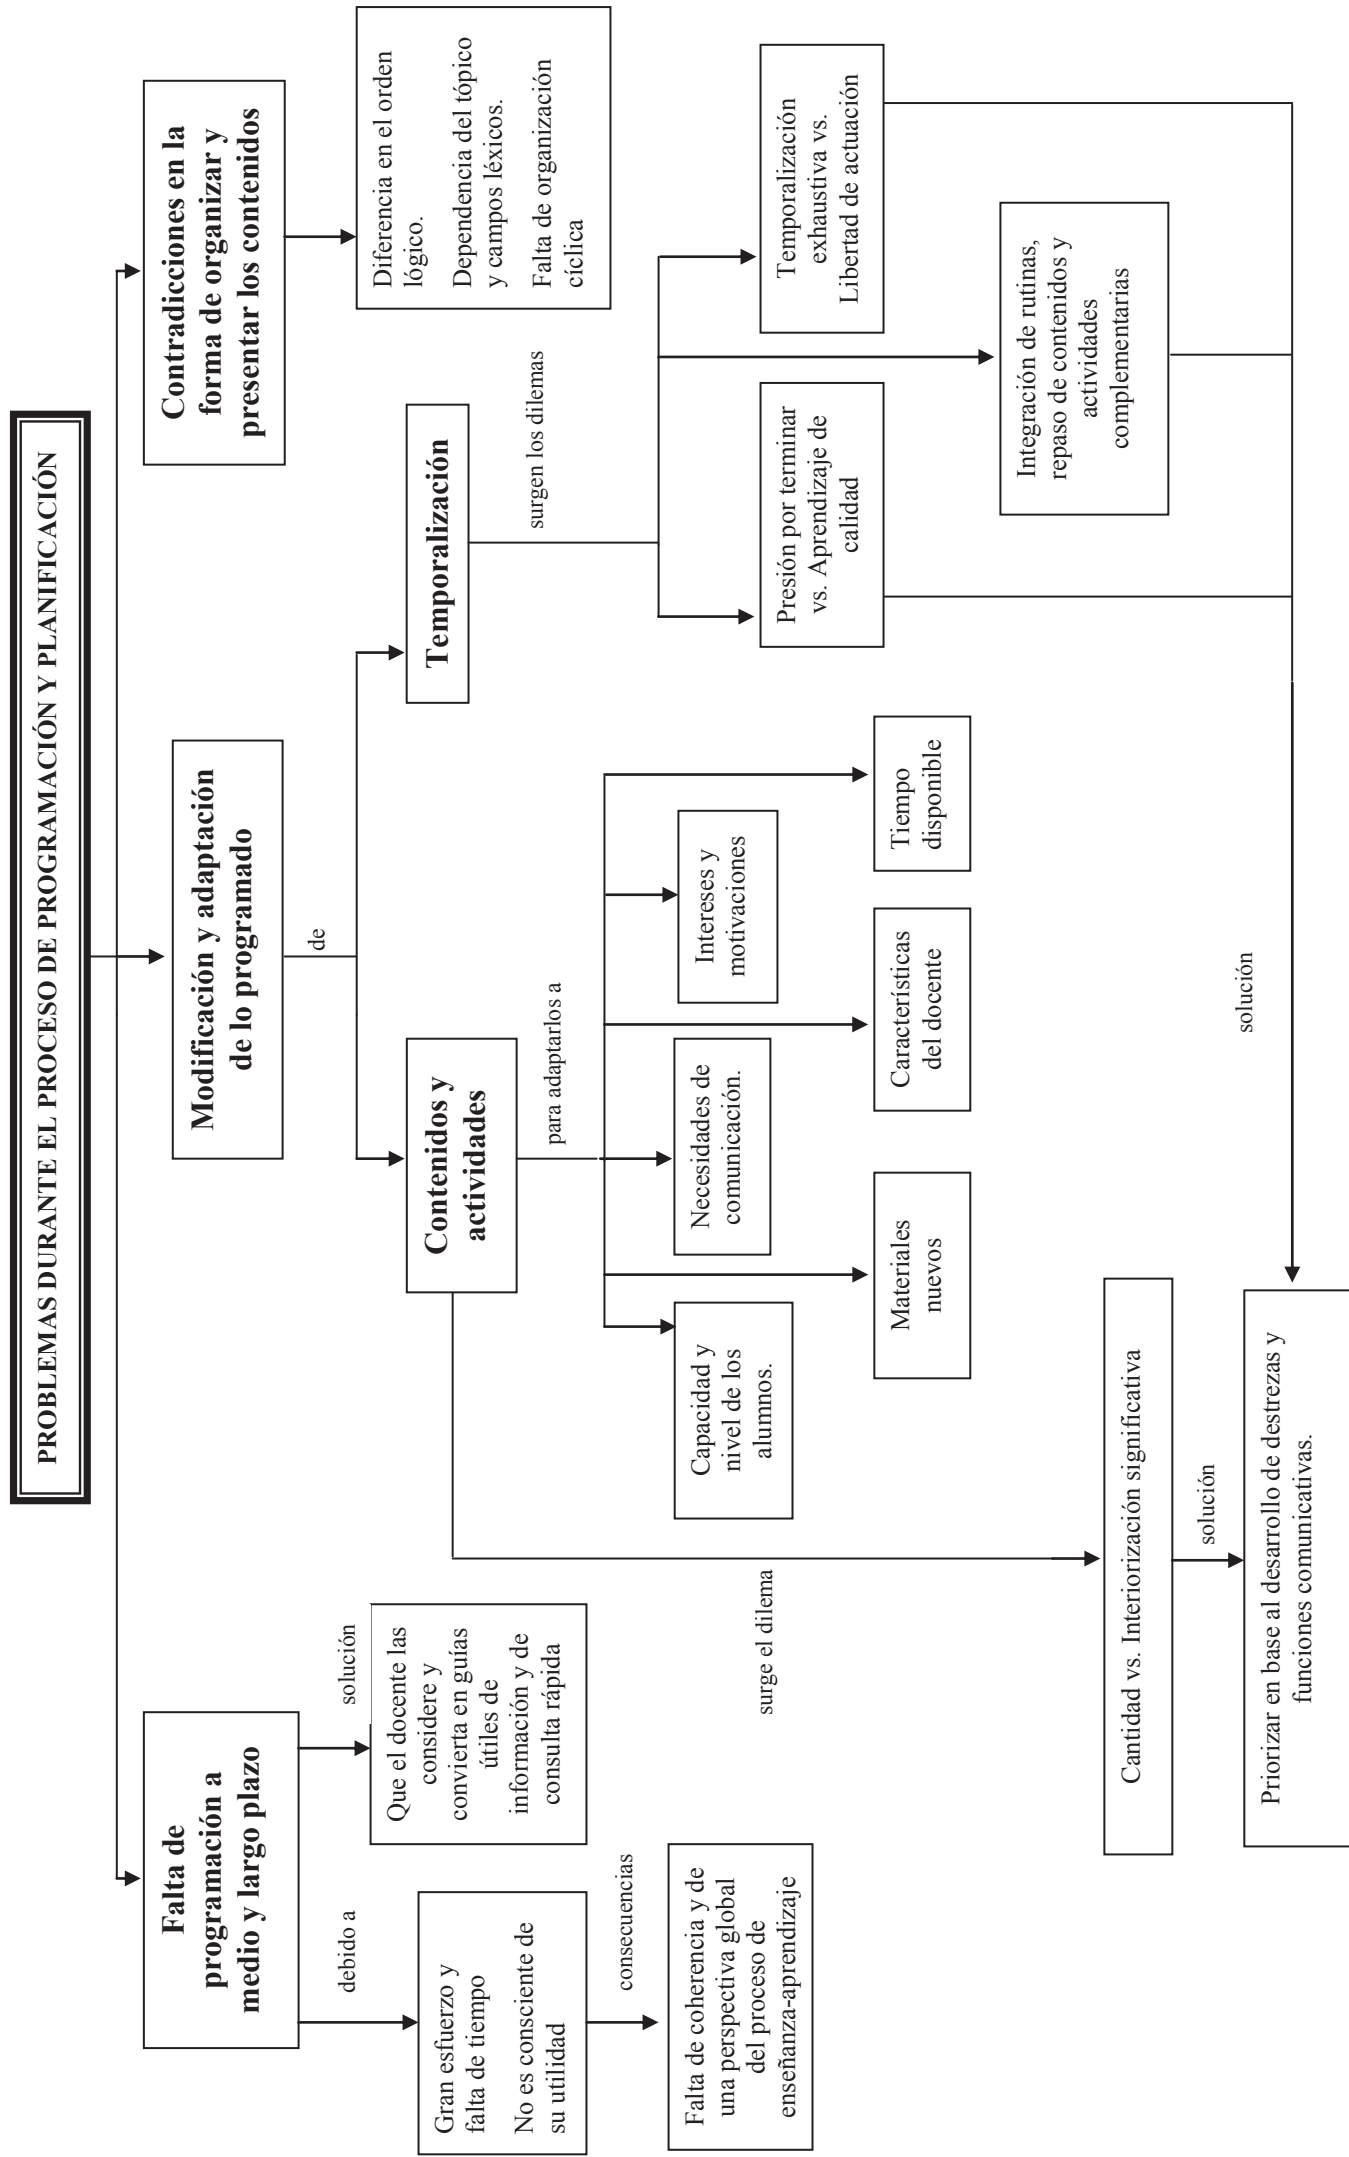 PROBLEMAS DURANTE EL PROCESO DE PROGRAMACIÓN Y PLANIFICACIÓN
Falta de
programación a
medio y largo plazo
Modificación y adaptación
de lo programado
Contradicciones en la
forma de organizar y
presentar los contenidos
debido a
solución
de
Gran esfuerzo y
falta de tiempo
No es consciente de
su utilidad
Que el docente las
considere y
convierta en guías
útiles de
información y de
consulta rápida
Contenidos y
actividades
Temporalización
Diferencia en el orden
lógico.
Dependencia del tópico
y campos léxicos.
Falta de organización
cíclica
consecuencias
para adaptarlos a
surgen los dilemas
Falta de coherencia y de
una perspectiva global
del proceso de
enseñanza-aprendizaje
surge el dilema
Capacidad y
nivel de los
alumnos.
Necesidades de
comunicación.
Intereses y
motivaciones
Materiales
nuevos
Características
del docente
Tiempo
disponible
Presión por terminar
vs. Aprendizaje de
calidad
Temporalización
exhaustiva vs.
Libertad de actuación
Integración de rutinas,
repaso de contenidos y
actividades
complementarias
Cantidad vs. Interiorización significativa
solución
solución
Priorizar en base al desarrollo de destrezas y
funciones comunicativas.